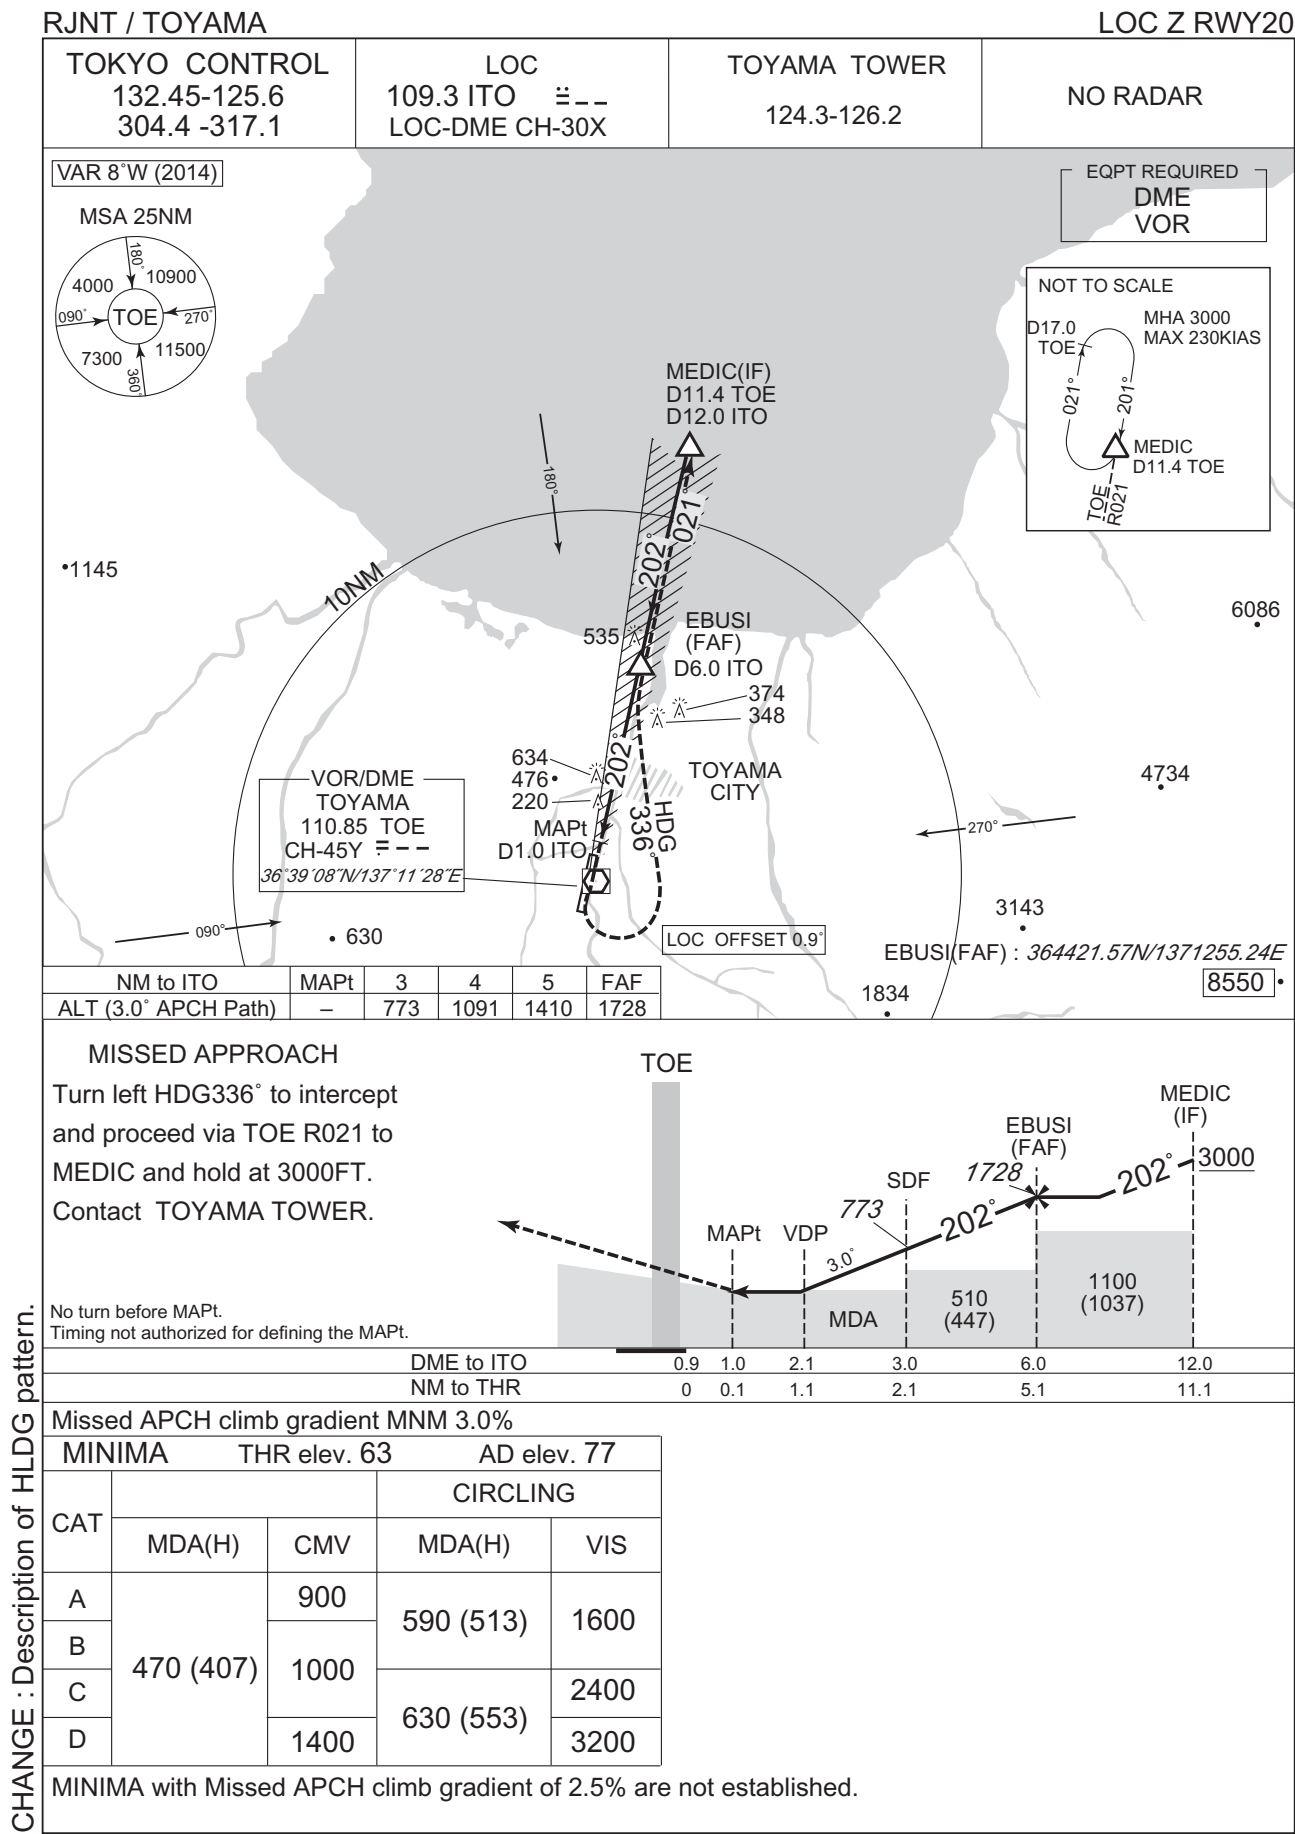 RJNT / TOYAMA
LOC Z RWY20
TOKYO CONTROL
132.45-125.6
304.4 -317.1
LOC
109.3 ITO
LOC-DME CH-30X
TOYAMA TOWER
124.3-126.2
NO RADAR
VAR 8˚W (2014)
MSA 25NM
180˚
4000
10900
090˚
TOE
270˚
7300
11500
360˚
EQPT REQUIRED
DME
VOR
NOT TO SCALE
D17.0
TOE
MHA 3000
MAX 230KIAS
021˚
201˚
MEDIC
D11.4 TOE
TOE
R021
MEDIC(IF)
D11.4 TOE
D12.0 ITO
180˚
021˚
202˚
10NM
1145
6086
535
EBUSI
(FAF)
D6.0 ITO
374
348
634
476
220
202˚
TOYAMA
CITY
4734
HDG
336˚
MAPt
D1.0 ITO
VOR/DME
TOYAMA
110.85 TOE
CH-45Y
36˚39´08˝N/137˚11´28˝E
270˚
090˚
630
3143
LOC OFFSET 0.9˚
EBUSI(FAF) : 364421.57N/1371255.24E
8550
1834
NM to ITO MAPt 3 4 5 FAF
ALT (3.0˚ APCH Path) – 773 1091 1410 1728
MISSED APPROACH
Turn left HDG336˚ to intercept
and proceed via TOE R021 to
MEDIC and hold at 3000FT.
Contact TOYAMA TOWER.
No turn before MAPt.
Timing not authorized for defining the MAPt.
TOE
MEDIC
(IF)
EBUSI
(FAF)
3000
202˚
1728
SDF
773
202˚
MAPt
VDP
3.0˚
MDA
510
(447)
1100
(1037)
DME to ITO 0.9 1.0 2.1 3.0 6.0 12.0
NM to THR 0 0.1 1.1 2.1 5.1 11.1
Missed APCH climb gradient MNM 3.0%
MINIMA THR elev. 63 AD elev. 77
CAT
CIRCLING
MDA(H) CMV MDA(H) VIS
A
B
C
D
470 (407)
900
1000
1400
590 (513)
630 (553)
1600
2400
3200
MINIMA with Missed APCH climb gradient of 2.5% are not established.
CHANGE : Description of HLDG pattern.